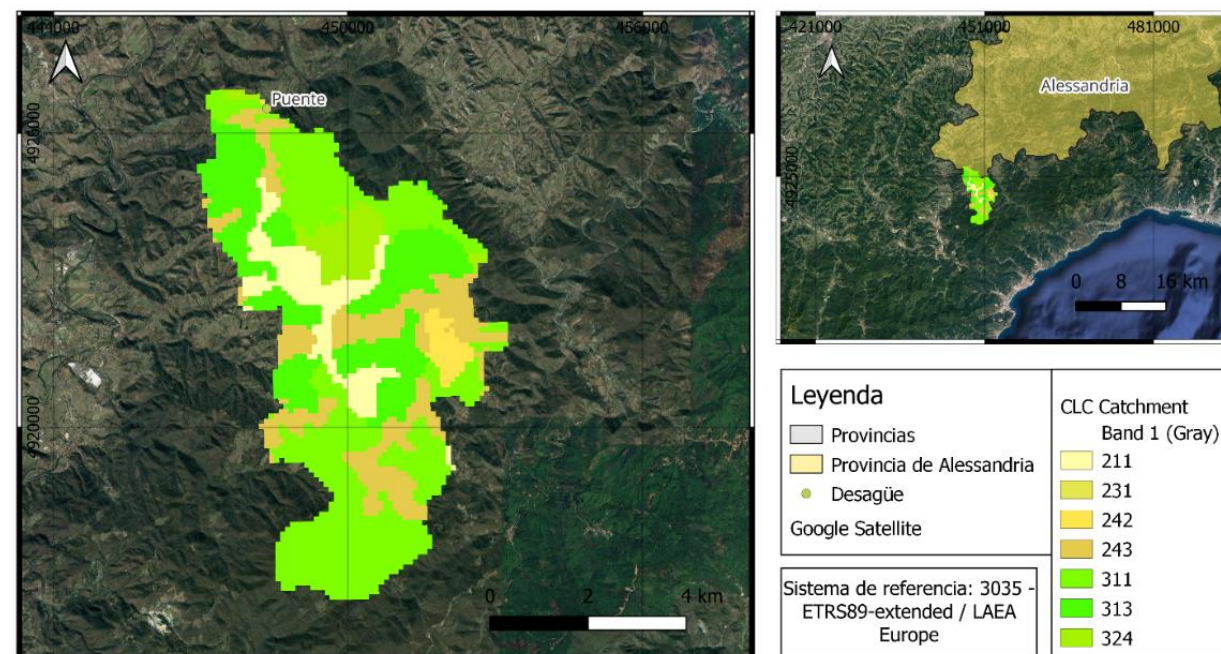 444000 450000 456000
4926000
4920000
Puente
0 2 4 km
421000 451000 481000
4925000
Alessandria
0 8 16 km
Leyenda
Provincias
Provincia de Alessandria
Desagüe
Google Satellite
Sistema de referencia: 3035 -
ETRS89-extended / LAEA
Europe
CLC Catchment
Band 1 (Gray)
211
231
242
243
311
313
324